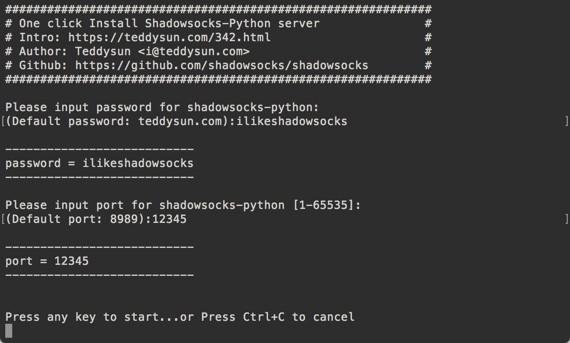 #############################################################
# One click Install Shadowsocks-Python server #
# Intro: https://teddysun.com/342.html #
# Author: Teddysun <i@teddysun.com> #
# Github: https://github.com/shadowsocks/shadowsocks #
#############################################################
Please input password for shadowsocks-python:
[(Default password: teddysun.com):ilikeshadowsocks ]
---------------------------
password = ilikeshadowsocks
---------------------------
Please input port for shadowsocks-python [1-65535]:
[(Default port: 8989):12345 ]
---------------------------
port = 12345
---------------------------
Press any key to start...or Press Ctrl+C to cancel